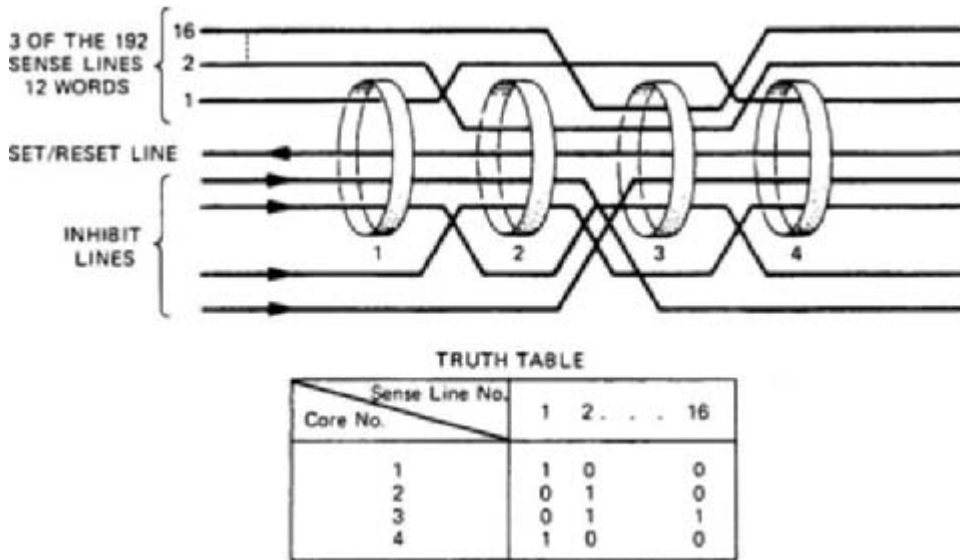 3 OF THE 192
SENSE LINES
12 WORDS
16
2
1
SET/RESET LINE
INHIBIT
LINES
1 2 3 4
TRUTH TABLE
Sense Line No.
Core No.
1 2 . . . 16
1 1 0 0
2 0 1 0
3 0 1 1
4 1 0 0